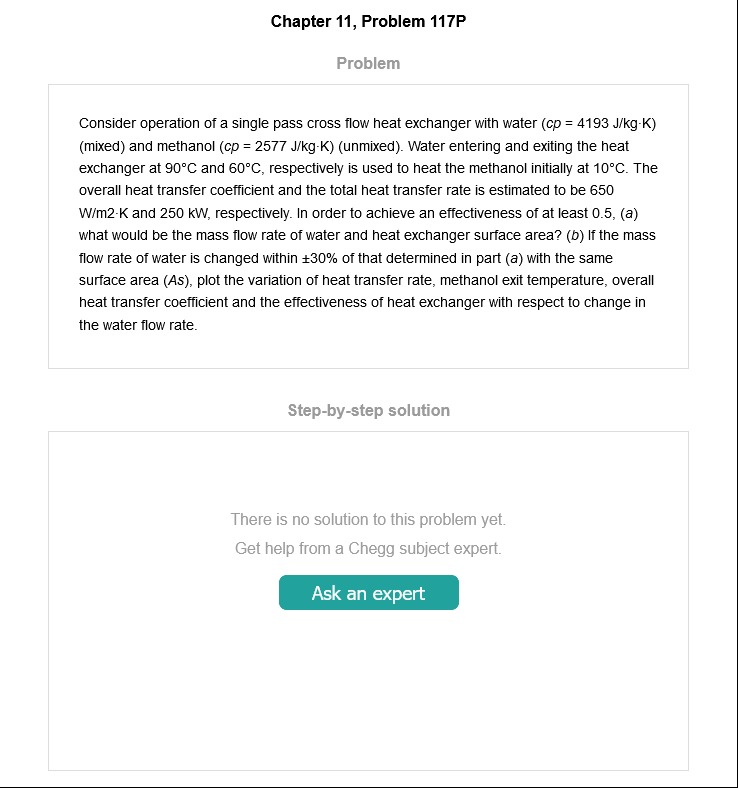 Chapter 11, Problem 117P
Problem
Consider operation of a single pass cross flow heat exchanger with water (cp = 4193 J/kg·K)
(mixed) and methanol (cp = 2577 J/kg·K) (unmixed). Water entering and exiting the heat
exchanger at 90°C and 60°C, respectively is used to heat the methanol initially at 10°C. The
overall heat transfer coefficient and the total heat transfer rate is estimated to be 650
W/m2·K and 250 kW, respectively. In order to achieve an effectiveness of at least 0.5, (a)
what would be the mass flow rate of water and heat exchanger surface area? (b) If the mass
flow rate of water is changed within ±30% of that determined in part (a) with the same
surface area (As), plot the variation of heat transfer rate, methanol exit temperature, overall
heat transfer coefficient and the effectiveness of heat exchanger with respect to change in
the water flow rate.
Step-by-step solution
There is no solution to this problem yet.
Get help from a Chegg subject expert.
Ask an expert